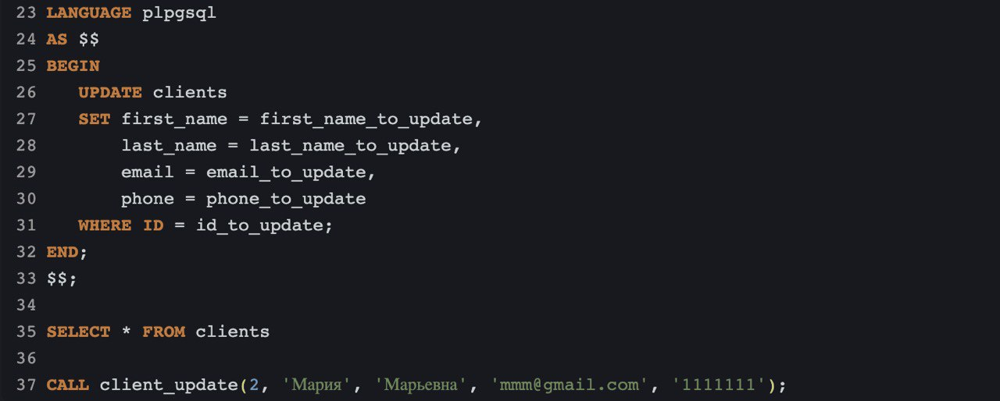 23 LANGUAGE plpgsql
24 AS $$
25 BEGIN
26    UPDATE clients
27    SET first_name = first_name_to_update,
28        last_name = last_name_to_update,
29        email = email_to_update,
30        phone = phone_to_update
31    WHERE ID = id_to_update;
32 END;
33 $$;
34
35 SELECT * FROM clients
36
37 CALL client_update(2, 'Мария', 'Марьевна', 'mmm@gmail.com', '1111111');